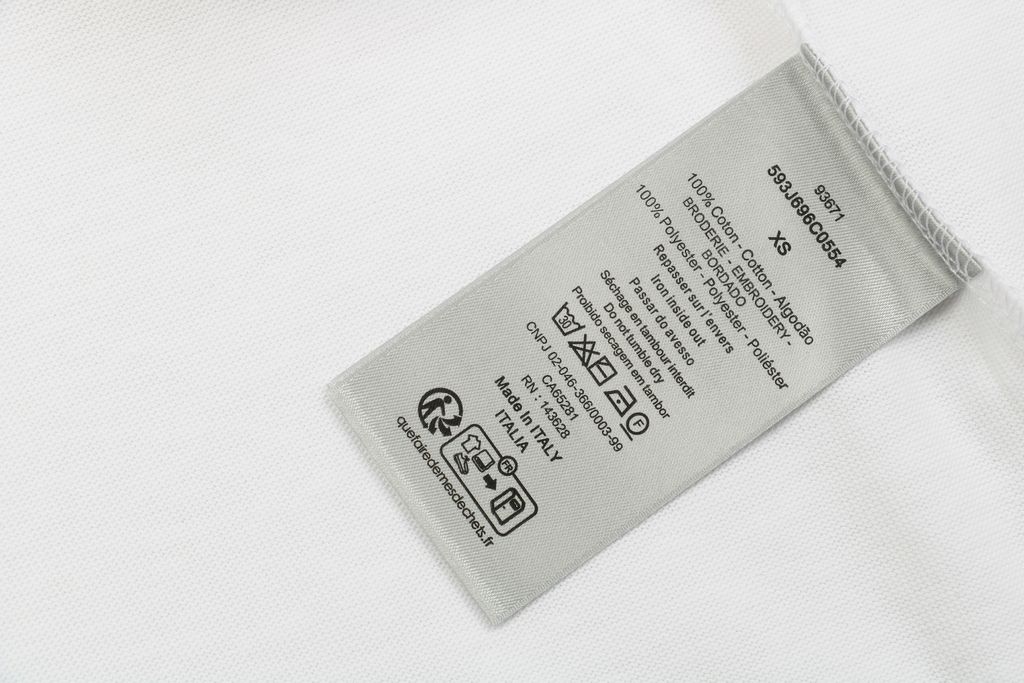 93671
593J696C0554
XS
100% Coton - Cotton - Algodão
BRODERIE - EMBROIDERY -
BORDADO
100% Polyester - Polyester - Poliéster
Repasser sur l'envers
Iron inside out
Passar do avesso
Séchage en tambour interdit
Do not tumble dry
Proibido secagem em tambor
30 F
CNPJ 02-046-366/0003-99
CA65281
RN : 143628
Made In ITALY
ITALIA
FR
quefairedemesdechets.fr